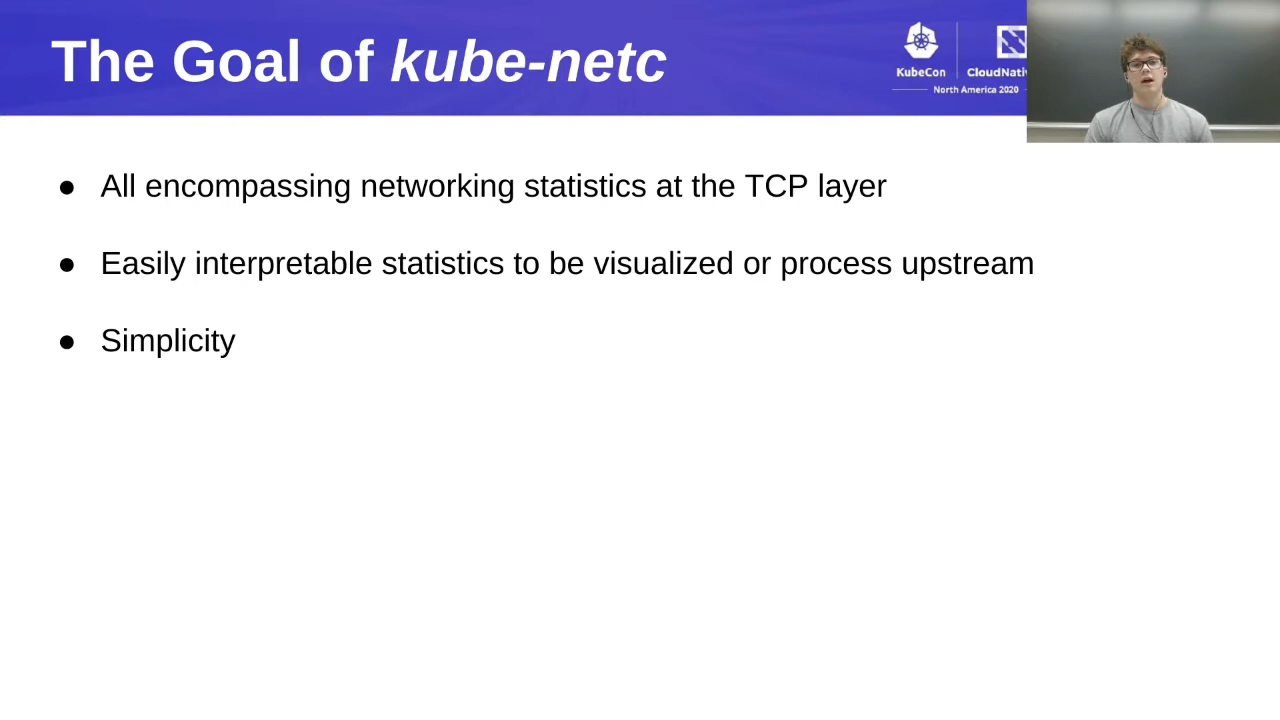 The Goal of kube-netc
KubeCon
CloudNati
North America 2020
● All encompassing networking statistics at the TCP layer
● Easily interpretable statistics to be visualized or process upstream
● Simplicity